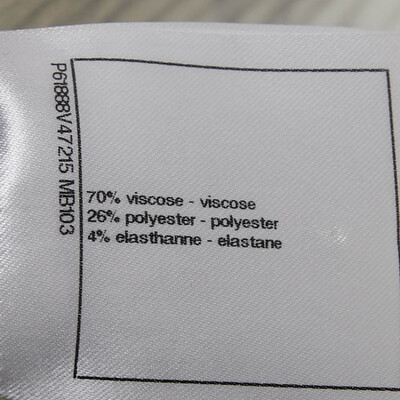 P61888V47215 MB103
70% viscose - viscose
26% polyester - polyester
4% elasthanne - elastane